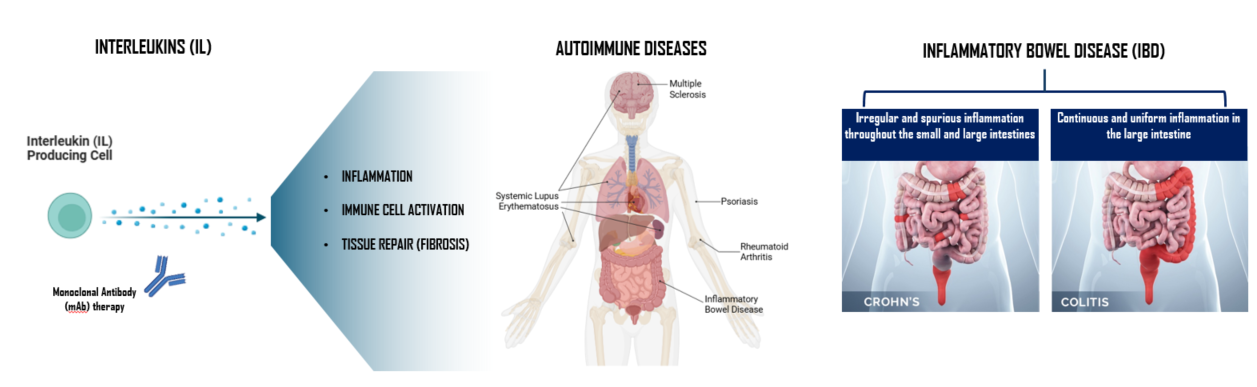 INTERLEUKINS (IL)
Interleukin (IL)
Producing Cell
Monoclonal Antibody
(mAb) therapy
• INFLAMMATION
• IMMUNE CELL ACTIVATION
• TISSUE REPAIR (FIBROSIS)
AUTOIMMUNE DISEASES
Multiple
Sclerosis
Systemic Lupus
Erythematosus
Psoriasis
Rheumatoid
Arthritis
Inflammatory
Bowel Disease
INFLAMMATORY BOWEL DISEASE (IBD)
Irregular and spurious inflammation
throughout the small and large intestines
CROHN'S
Continuous and uniform inflammation in
the large intestine
COLITIS